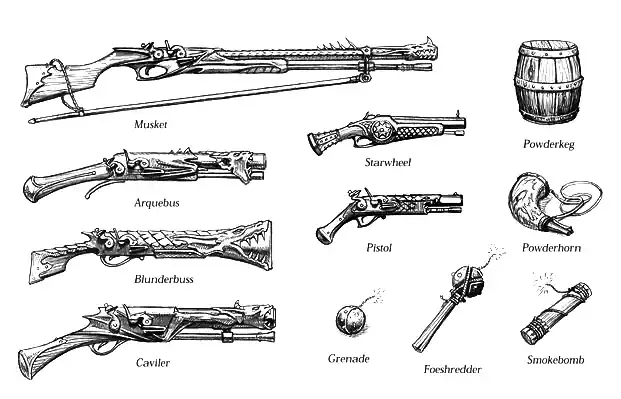 Musket
Powderkeg
Starwheel
Arquebus
Pistol
Powderhorn
Blunderbuss
Grenade
Foeshredder
Smokebomb
Caviler